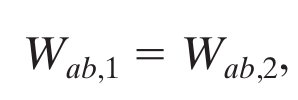 W_{ab,1} = W_{ab,2},